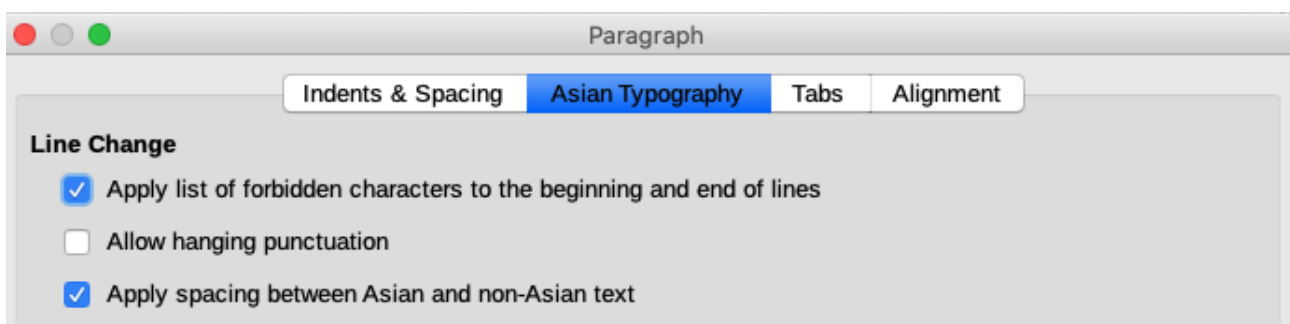 Paragraph
Indents & Spacing Asian Typography Tabs Alignment
Line Change
Apply list of forbidden characters to the beginning and end of lines
Allow hanging punctuation
Apply spacing between Asian and non-Asian text